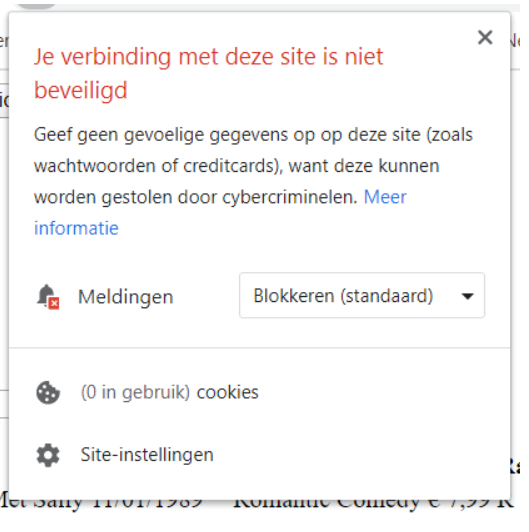 Je verbinding met deze site is niet
beveiligd
Geef geen gevoelige gegevens op op deze site (zoals
wachtwoorden of creditcards), want deze kunnen
worden gestolen door cybercriminelen. Meer
informatie
Meldingen
Blokkeren (standaard)
(0 in gebruik) cookies
Site-instellingen
Sally 11/01/1989 Romantic Comedy € 7,99 R